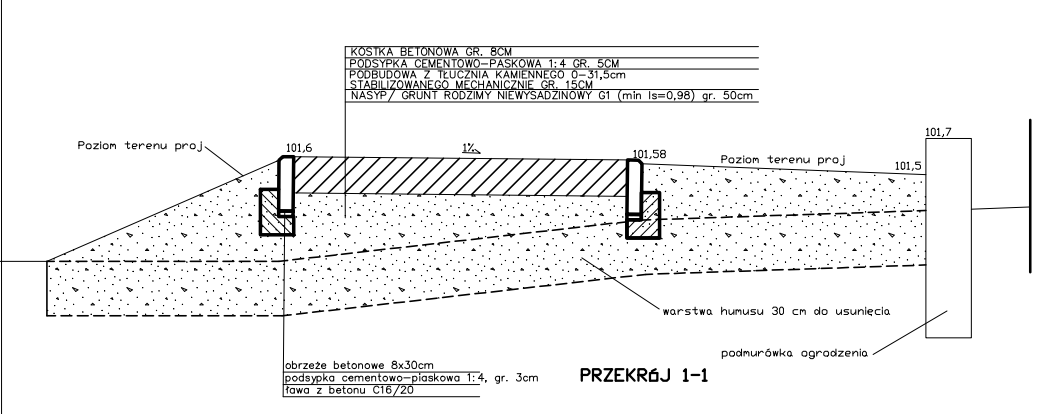 KOSTKA BETONOWA GR. 8CM
PODSYPKA CEMENTOWO-PASKOWA 1:4 GR. 5CM
PODBUDOWA Z TŁUCZNIA KAMIENNEGO 0-31,5cm
STABILIZOWANEGO MECHANICZNIE GR. 15CM
NASYP/ GRUNT RODZIMY NIEWYSADZINOWY G1 (min Is=0,98) gr. 50cm
101,7
Poziom terenu proj
101,6
1%
101,58
Poziom terenu proj
101,5
warstwa humusu 30 cm do usunięcia
podmurówka ogrodzenia
obrzeże betonowe 8x30cm
podsypka cementowo-piaskowa 1:4, gr. 3cm
ława z betonu C16/20
PRZEKRÓJ 1-1